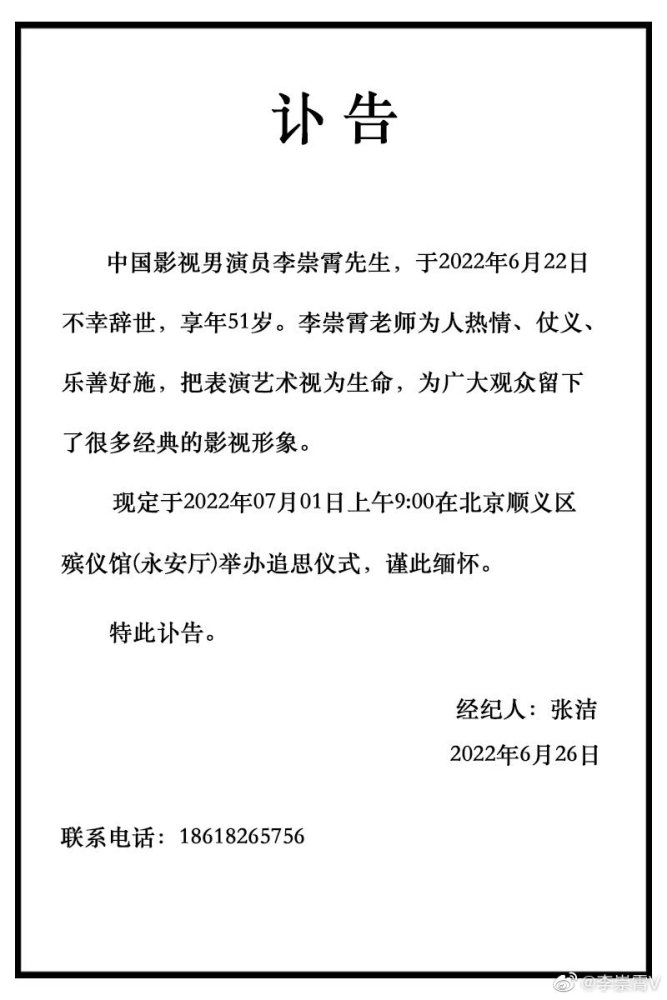 讣告
中国影视男演员李崇霄先生，于2022年6月22日
不幸辞世，享年51岁。李崇霄老师为人热情、仗义、
乐善好施，把表演艺术视为生命，为广大观众留下
了很多经典的影视形象。
现定于2022年07月01日上午9:00在北京顺义区
殡仪馆(永安厅)举办追思仪式，谨此缅怀。
特此讣告。
经纪人：张洁
2022年6月26日
联系电话：18618265756
@李崇霄V